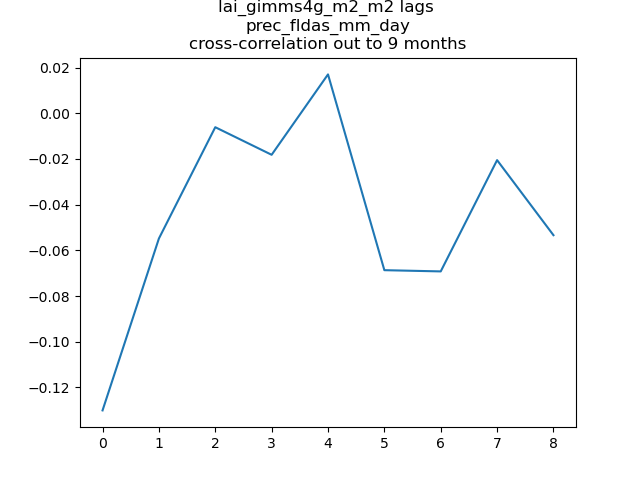 lai_gimms4g_m2_m2 lags
prec_fldas_mm_day
cross-correlation out to 9 months
0.02
0.00
−0.02
−0.04
−0.06
−0.08
−0.10
−0.12
0 1 2 3 4 5 6 7 8